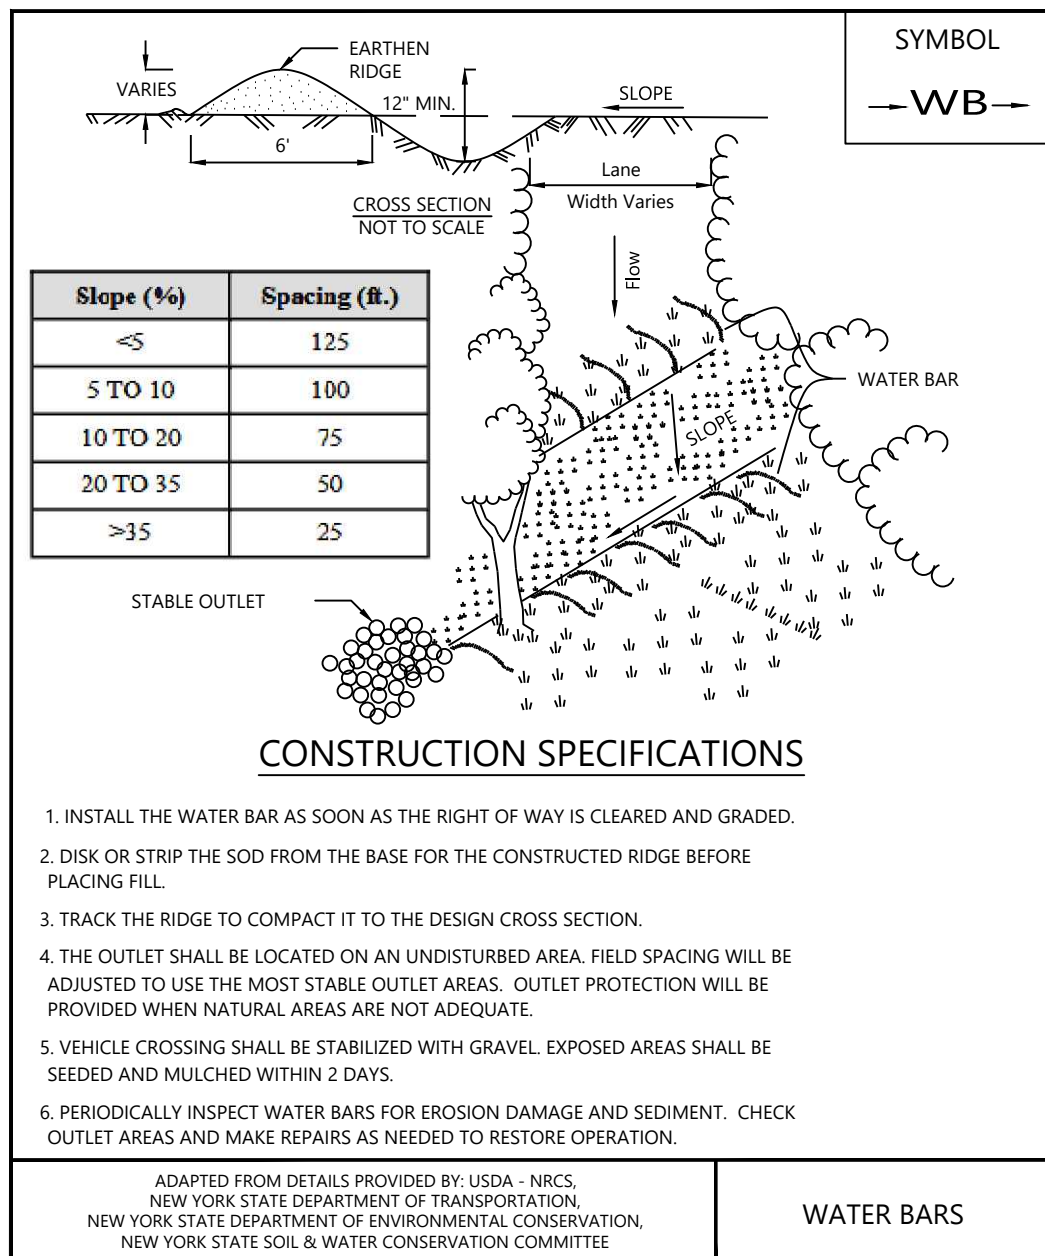 EARTHEN
RIDGE
VARIES
12" MIN.
SLOPE
6'
SYMBOL
WB
CROSS SECTION
NOT TO SCALE
Lane
Width Varies
Flow
Slope (%) Spacing (ft.)
<5 125
5 TO 10 100
10 TO 20 75
20 TO 35 50
>35 25
WATER BAR
SLOPE
STABLE OUTLET
CONSTRUCTION SPECIFICATIONS
1. INSTALL THE WATER BAR AS SOON AS THE RIGHT OF WAY IS CLEARED AND GRADED.
2. DISK OR STRIP THE SOD FROM THE BASE FOR THE CONSTRUCTED RIDGE BEFORE
PLACING FILL.
3. TRACK THE RIDGE TO COMPACT IT TO THE DESIGN CROSS SECTION.
4. THE OUTLET SHALL BE LOCATED ON AN UNDISTURBED AREA. FIELD SPACING WILL BE
ADJUSTED TO USE THE MOST STABLE OUTLET AREAS. OUTLET PROTECTION WILL BE
PROVIDED WHEN NATURAL AREAS ARE NOT ADEQUATE.
5. VEHICLE CROSSING SHALL BE STABILIZED WITH GRAVEL. EXPOSED AREAS SHALL BE
SEEDED AND MULCHED WITHIN 2 DAYS.
6. PERIODICALLY INSPECT WATER BARS FOR EROSION DAMAGE AND SEDIMENT. CHECK
OUTLET AREAS AND MAKE REPAIRS AS NEEDED TO RESTORE OPERATION.
ADAPTED FROM DETAILS PROVIDED BY: USDA - NRCS,
NEW YORK STATE DEPARTMENT OF TRANSPORTATION,
NEW YORK STATE DEPARTMENT OF ENVIRONMENTAL CONSERVATION,
NEW YORK STATE SOIL & WATER CONSERVATION COMMITTEE
WATER BARS